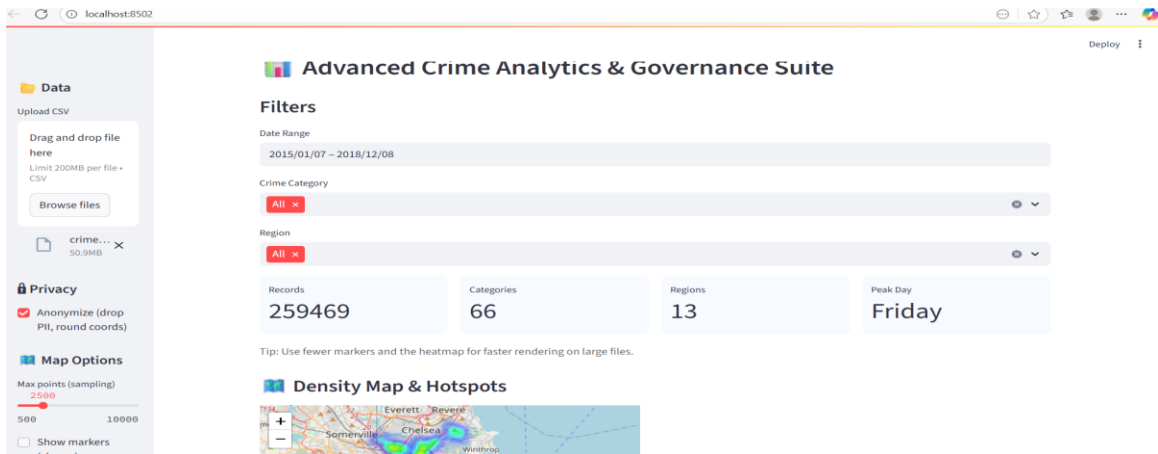 localhost:8502
Deploy
Data
Upload CSV
Drag and drop file
here
Limit 200MB per file •
CSV
Browse files
crime...
50.9MB
Privacy
Anonymize (drop
PII, round coords)
Map Options
Max points (sampling)
2500
500 10000
Show markers
Advanced Crime Analytics & Governance Suite
Filters
Date Range
2015/01/07 – 2018/12/08
Crime Category
All
Region
All
Records
259469
Categories
66
Regions
13
Peak Day
Friday
Tip: Use fewer markers and the heatmap for faster rendering on large files.
Density Map & Hotspots
Everett Revere
Somerville Chelsea
Winthrop